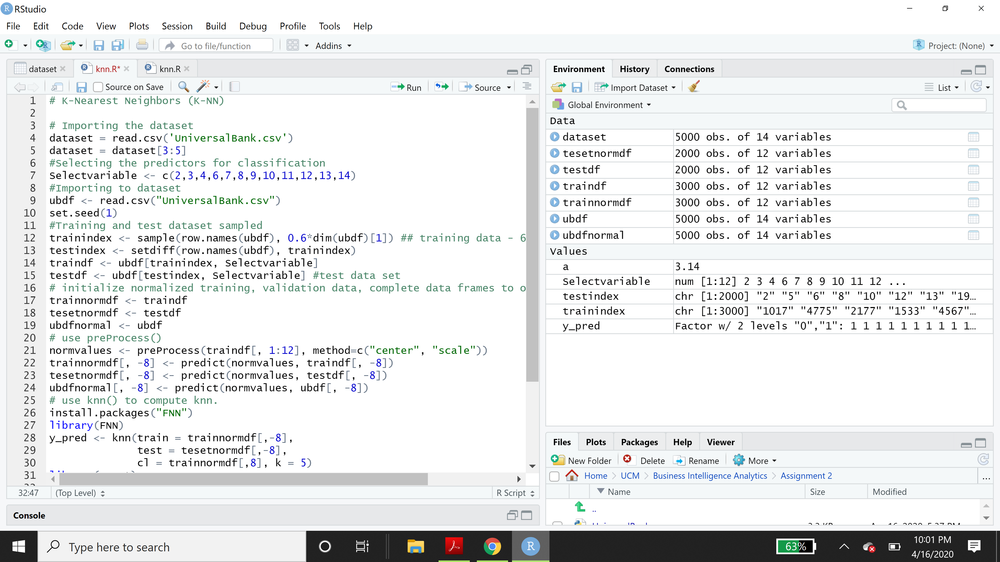 RStudio
File Edit Code View Plots Session Build Debug Profile Tools Help
Go to file/function Addins Project: (None)
dataset knn.R* knn.R
Source on Save Run Source
1 # K-Nearest Neighbors (K-NN)
2
3 # Importing the dataset
4 dataset = read.csv('UniversalBank.csv')
5 dataset = dataset[3:5]
6 #Selecting the predictors for classification
7 Selectvariable <- c(2,3,4,6,7,8,9,10,11,12,13,14)
8 #Importing to dataset
9 ubdf <- read.csv("UniversalBank.csv")
10 set.seed(1)
11 #Training and test dataset sampled
12 trainindex <- sample(row.names(ubdf), 0.6*dim(ubdf)[1]) ## training data - 6
13 testindex <- setdiff(row.names(ubdf), trainindex)
14 traindf <- ubdf[trainindex, Selectvariable]
15 testdf <- ubdf[testindex, Selectvariable] #test data set
16 # initialize normalized training, validation data, complete data frames to o
17 trainnormdf <- traindf
18 tesetnormdf <- testdf
19 ubdfnormal <- ubdf
20 # use preProcess()
21 normvalues <- preProcess(traindf[, 1:12], method=c("center", "scale"))
22 trainnormdf[, -8] <- predict(normvalues, traindf[, -8])
23 tesetnormdf[, -8] <- predict(normvalues, testdf[, -8])
24 ubdfnormal[, -8] <- predict(normvalues, ubdf[, -8])
25 # use knn() to compute knn.
26 install.packages("FNN")
27 library(FNN)
28 y_pred <- knn(train = trainnormdf[,-8],
29 test = tesetnormdf[,-8],
30 cl = trainnormdf[,8], k = 5)
31
32:47 (Top Level) R Script
Console
Environment History Connections
Import Dataset List
Global Environment
Data
dataset 5000 obs. of 14 variables
tesetnormdf 2000 obs. of 12 variables
testdf 2000 obs. of 12 variables
traindf 3000 obs. of 12 variables
trainnormdf 3000 obs. of 12 variables
ubdf 5000 obs. of 14 variables
ubdfnormal 5000 obs. of 14 variables
Values
a 3.14
Selectvariable num [1:12] 2 3 4 6 7 8 9 10 11 12 ...
testindex chr [1:2000] "2" "5" "6" "8" "10" "12" "13" "19…
trainindex chr [1:3000] "1017" "4775" "2177" "1533" "4567"…
y_pred Factor w/ 2 levels "0","1": 1 1 1 1 1 1 1 1 1 1…
Files Plots Packages Help Viewer
New Folder Delete Rename More
Home UCM Business Intelligence Analytics Assignment 2 ...
Name Size Modified
..
Type here to search
63%
10:01 PM
4/16/2020